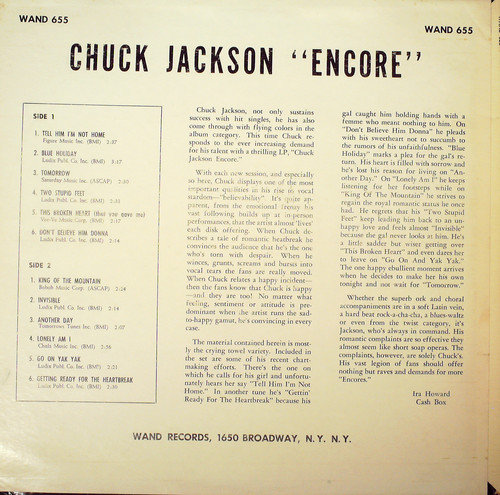 WAND 655
WAND 655
CHUCK JACKSON "ENCORE"
SIDE 1
1. TELL HIM I'M NOT HOME
Figure Music Inc. (BMI) 2:37
2. BLUE HOLIDAY
Ludix Publ. Co. Inc. (BMI) 3:17
3. TOMORROW
Saturday Music Inc. (ASCAP)
4. TWO STUPID FEET
Ludix Publ. Co. Inc. (BMI)
5. THIS BROKEN HEART (that you gave me)
Vee-Ve Music Corp. (BMI)
6. DON'T BELIEVE HIM DONNA
Ludix Publ. Co. Inc. (BMI) 2:14
SIDE 2
1. KING OF THE MOUNTAIN
Music Corp. (ASCAP) 2:24
2. INVISIBLE
Ludix Publ. Co. Inc. (BMI) 2:14
3. ANOTHER DAY
Tomorrows Tunes Inc. (BMI) 2:07
4. LONELY AM I
Music Co. (BMI)
5. GO ON YAK YAK
Ludix Publ. Co. Inc. (BMI) 2:21
6. GETTING READY FOR THE HEARTBREAK
Ludix Publ. Co. Inc. (BMI)
Chuck Jackson, not only sustains
success with hit singles, he has also
come through with flying colors in the
album category. This time Chuck re-
sponds to the ever increasing demand
for his talent with a thrilling LP, "Chuck
Jackson Encore."
With each new session, and especially
so here, Chuck displays one of the most
important qualities in his rise to vocal
stardom—"believability". It's quite ap-
parent, from the emotional frenzy his
vast following builds up at in-person
performances, that the artist almost 'lives'
each disk offering. When Chuck de-
scribes a tale of romantic heartbreak he
convinces the audience that he's the one
who's torn with despair. When he
winces, grunts, screams and bursts into
vocal tears the fans are really moved.
When Chuck relates a happy incident—
then the fans know that Chuck is happy
—and they are too! No matter what
feeling, sentiment or attitude is pre-
dominant when the artist runs the sad-
to-happy gamut, he's convincing in every
case.
The material contained herein is most-
ly the crying towel variety. Included in
the set are some of his recent chart-
making efforts. There's the one on
which he calls for his girl and unfortu-
nately hears her say "Tell Him I'm Not
Home." In another tune he's "Gettin'
Ready For The Heartbreak" because his
gal caught him holding hands with a
femme who meant nothing to him. On
"Don't Believe Him Donna" he pleads
with his sweetheart not to succumb to
the rumors of his unfaithfulness. "Blue
Holiday" marks a plea for the gal's re-
turn. His heart is filled with sorrow and
he's lost his reason for living on "An-
other Day." On "Lonely Am I" he keeps
listening for her footsteps while on
"King Of The Mountain" he strives to
regain the royal romantic status he once
had. He regrets that his "Two Stupid
Feet" keep leading him back to an un-
happy love and feels almost "Invisible"
because the gal never looks at him. He's
a little sadder but wiser getting over
"This Broken Heart" and even dares her
to leave on "Go On And Yak Yak."
The one happy ebullient moment arrives
when he decides to make her his own
tonight and not wait for "Tomorrow."
Whether the superb ork and choral
accompaniments are in a soft Latin vein,
a hard beat rock-a-cha-cha, a blues-waltz
or even from the twist category, it's
Jackson, who's always in command. His
romantic complaints are so effective they
almost seem like short soap operas. The
complaints, however, are solely Chuck's.
His vast legion of fans should offer
nothing but raves and demands for more
"Encores."
Ira Howard
Cash Box
WAND RECORDS, 1650 BROADWAY, N.Y. N.Y.